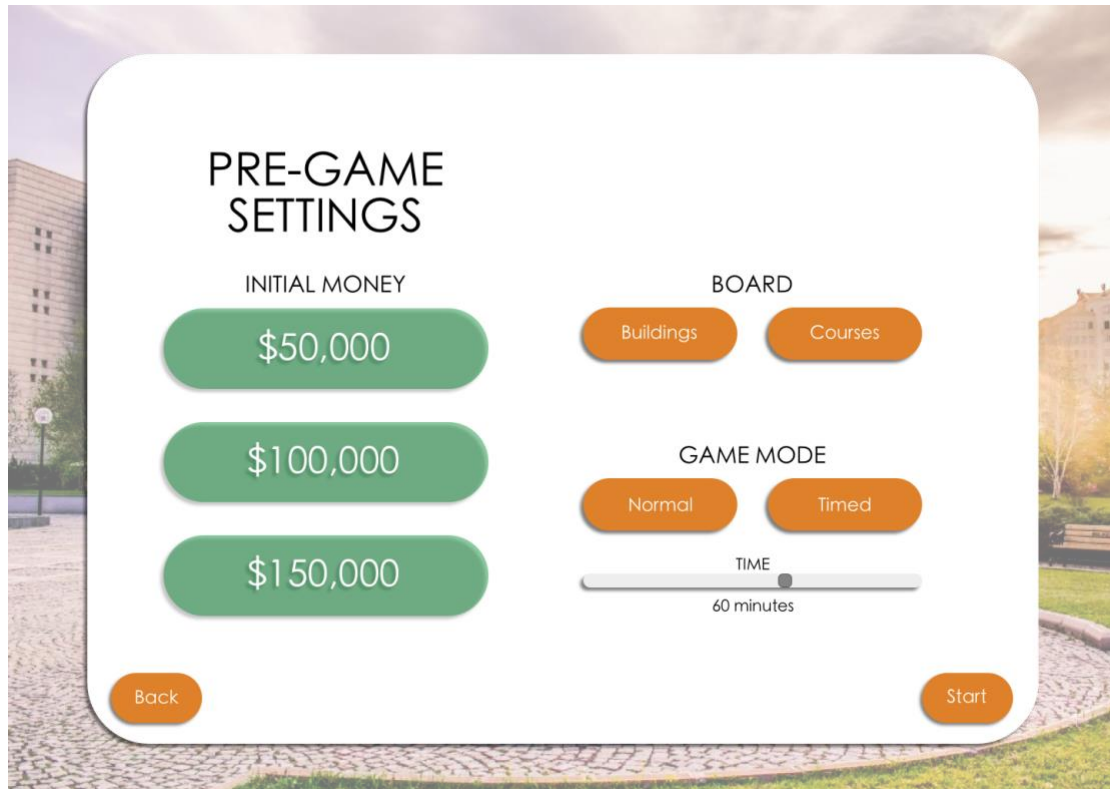 PRE-GAME
SETTINGS
INITIAL MONEY
$50,000
$100,000
$150,000
BOARD
Buildings
Courses
GAME MODE
Normal
Timed
TIME
60 minutes
Back
Start